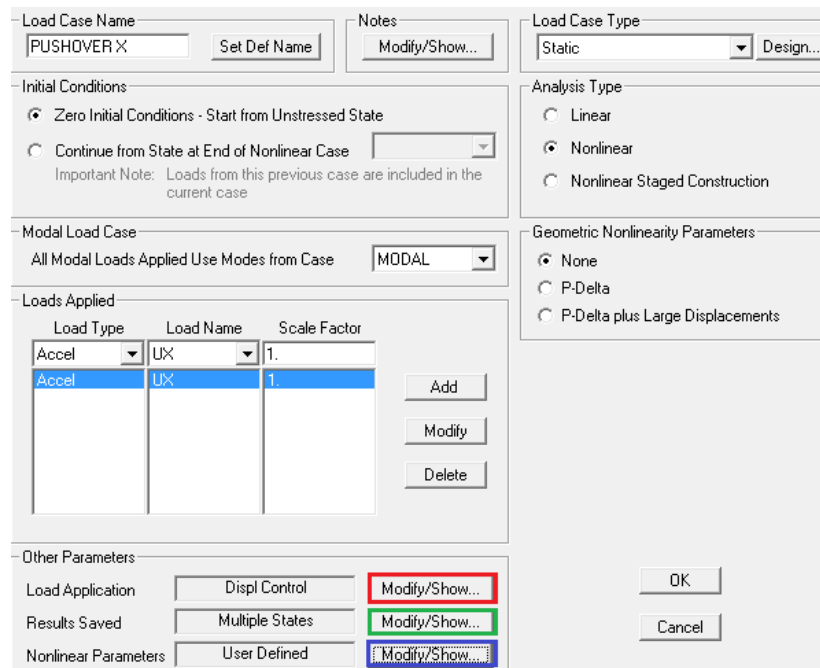 Load Case Name
PUSHOVER X
Set Def Name
Notes
Modify/Show...
Load Case Type
Static
Design...
Initial Conditions
Zero Initial Conditions - Start from Unstressed State
Continue from State at End of Nonlinear Case
Important Note: Loads from this previous case are included in the
current case
Analysis Type
Linear
Nonlinear
Nonlinear Staged Construction
Modal Load Case
All Modal Loads Applied Use Modes from Case
MODAL
Geometric Nonlinearity Parameters
None
P-Delta
P-Delta plus Large Displacements
Loads Applied
Load Type Load Name Scale Factor
Accel UX 1.
Accel UX 1.
Add
Modify
Delete
Other Parameters
Load Application Displ Control Modify/Show...
Results Saved Multiple States Modify/Show...
Nonlinear Parameters User Defined Modify/Show...
OK
Cancel